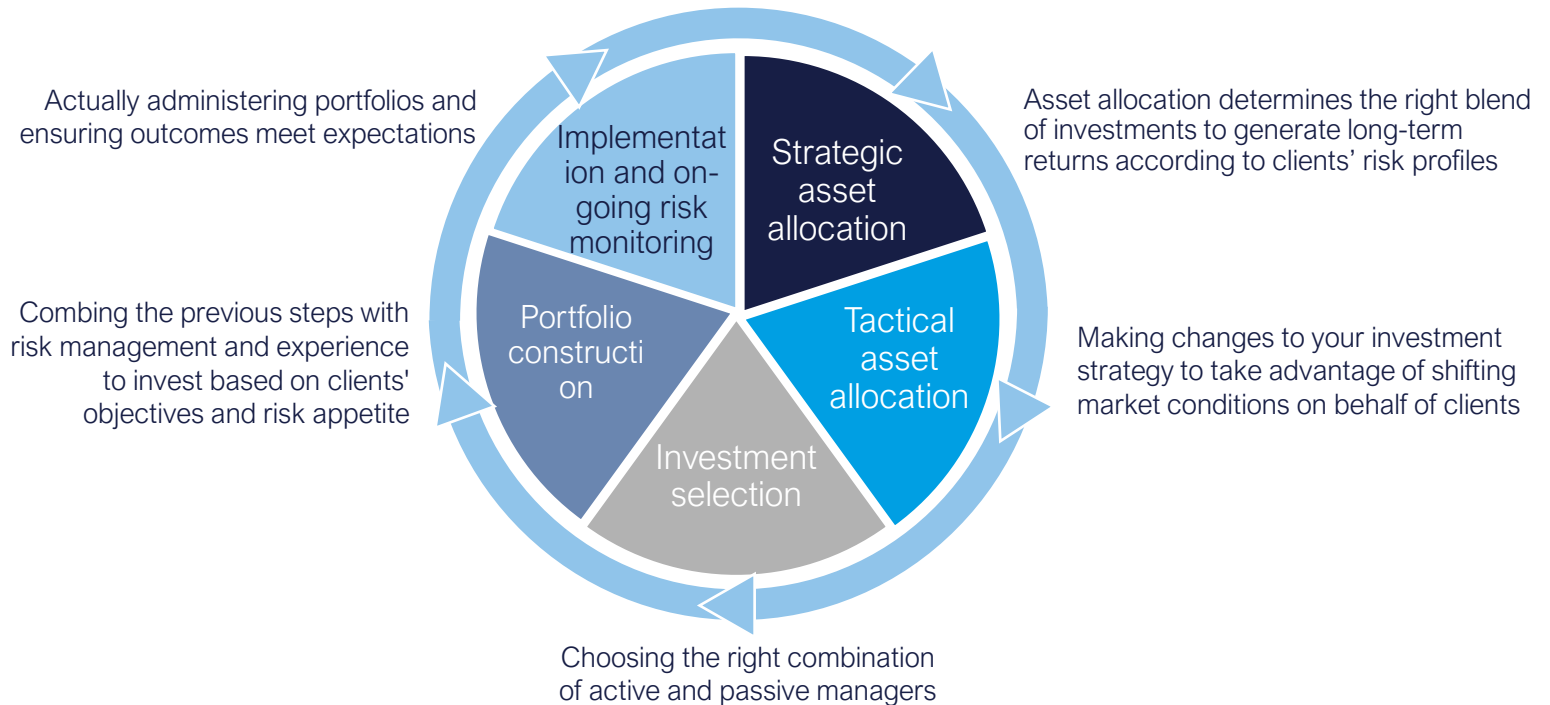 Actually administering portfolios and
ensuring outcomes meet expectations
Implementat
ion and on-
going risk
monitoring
Strategic
asset
allocation
Asset allocation determines the right blend
of investments to generate long-term
returns according to clients’ risk profiles
Combing the previous steps with
risk management and experience
to invest based on clients'
objectives and risk appetite
Portfolio
constructi
on
Tactical
asset
allocation
Making changes to your investment
strategy to take advantage of shifting
market conditions on behalf of clients
Investment
selection
Choosing the right combination
of active and passive managers